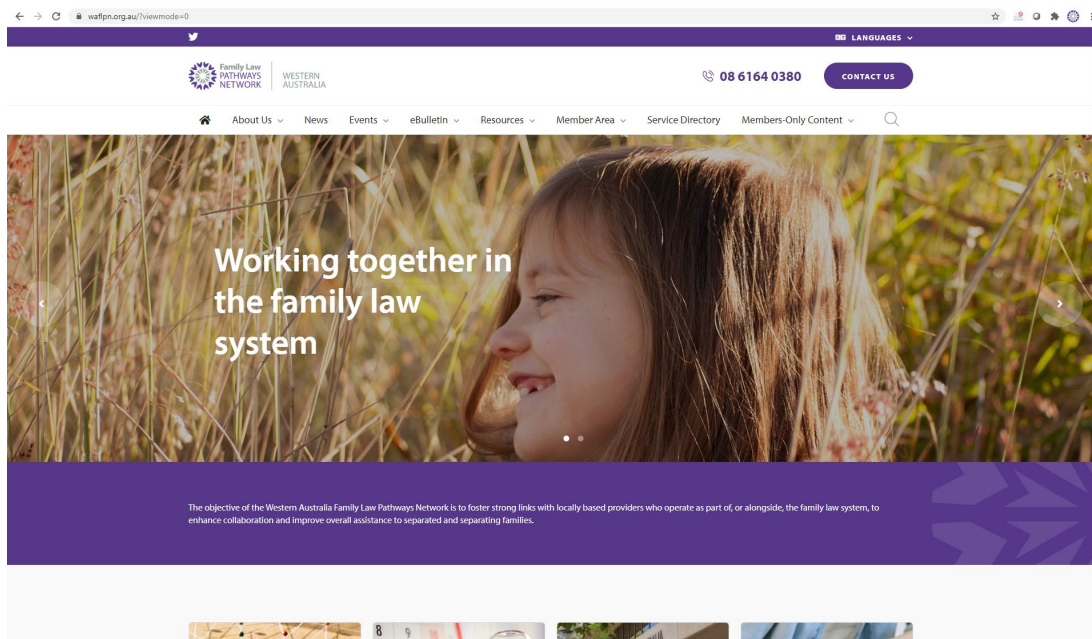 waflpn.org.au/?viewmode=0
LANGUAGES
Family Law
PATHWAYS
NETWORK
WESTERN
AUSTRALIA
08 6164 0380
CONTACT US
About Us
News
Events
eBulletin
Resources
Member Area
Service Directory
Members-Only Content
Working together in
the family law
system
The objective of the Western Australia Family Law Pathways Network is to foster strong links with locally based providers who operate as part of, or alongside, the family law system, to
enhance collaboration and improve overall assistance to separated and separating families.
8
9